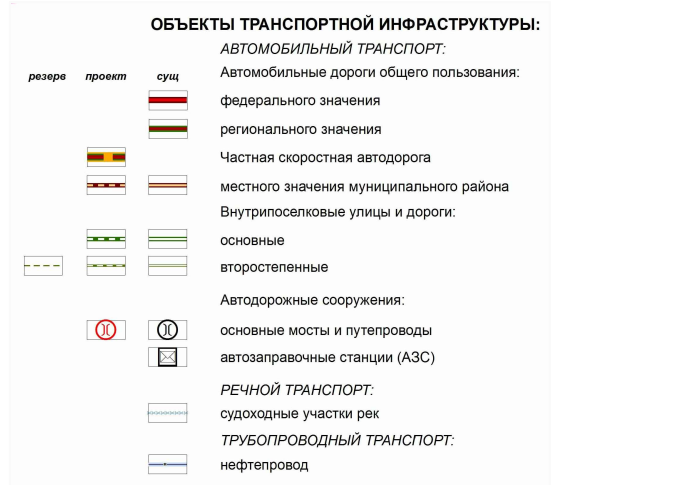 ОБЪЕКТЫ ТРАНСПОРТНОЙ ИНФРАСТРУКТУРЫ:
АВТОМОБИЛЬНЫЙ ТРАНСПОРТ:
резерв проект сущ Автомобильные дороги общего пользования:
федерального значения
регионального значения
Частная скоростная автодорога
местного значения муниципального района
Внутрипоселковые улицы и дороги:
основные
второстепенные
Автодорожные сооружения:
основные мосты и путепроводы
автозаправочные станции (АЗС)
РЕЧНОЙ ТРАНСПОРТ:
судоходные участки рек
ТРУБОПРОВОДНЫЙ ТРАНСПОРТ:
нефтепровод